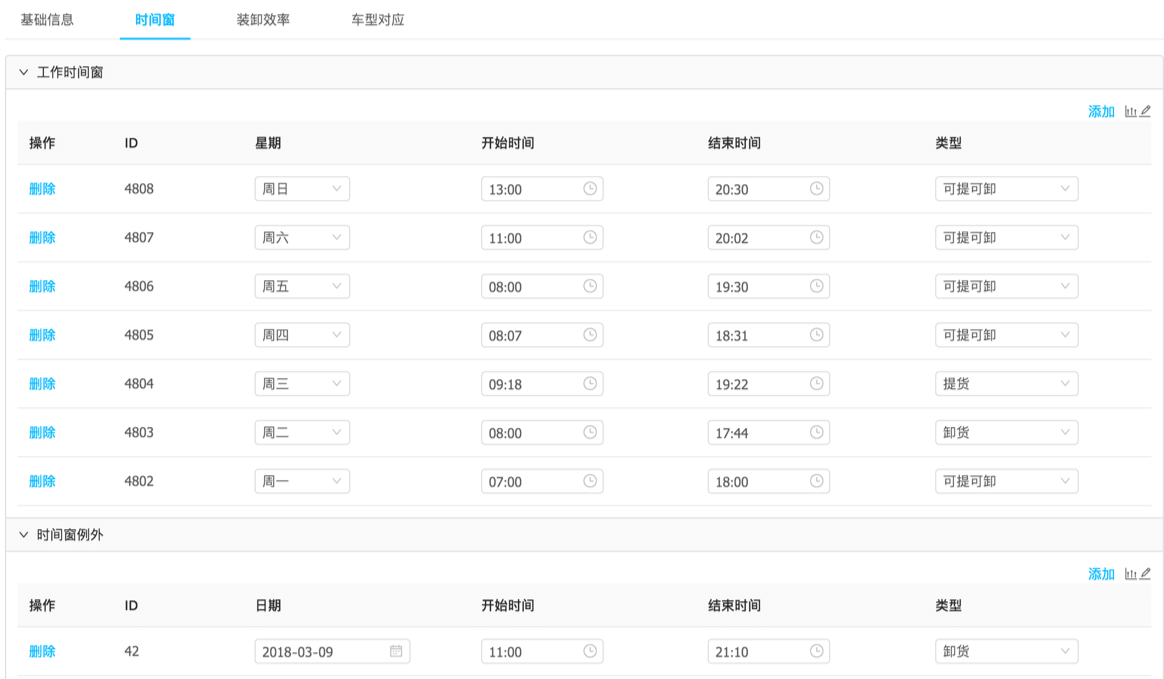 基础信息 时间窗 装卸效率 车型对应
工作时间窗
添加
操作 ID 星期 开始时间 结束时间 类型
删除 4808 周日 13:00 20:30 可提可卸
删除 4807 周六 11:00 20:02 可提可卸
删除 4806 周五 08:00 19:30 可提可卸
删除 4805 周四 08:07 18:31 可提可卸
删除 4804 周三 09:18 19:22 提货
删除 4803 周二 08:00 17:44 卸货
删除 4802 周一 07:00 18:00 可提可卸
时间窗例外
添加
操作 ID 日期 开始时间 结束时间 类型
删除 42 2018-03-09 11:00 21:10 卸货